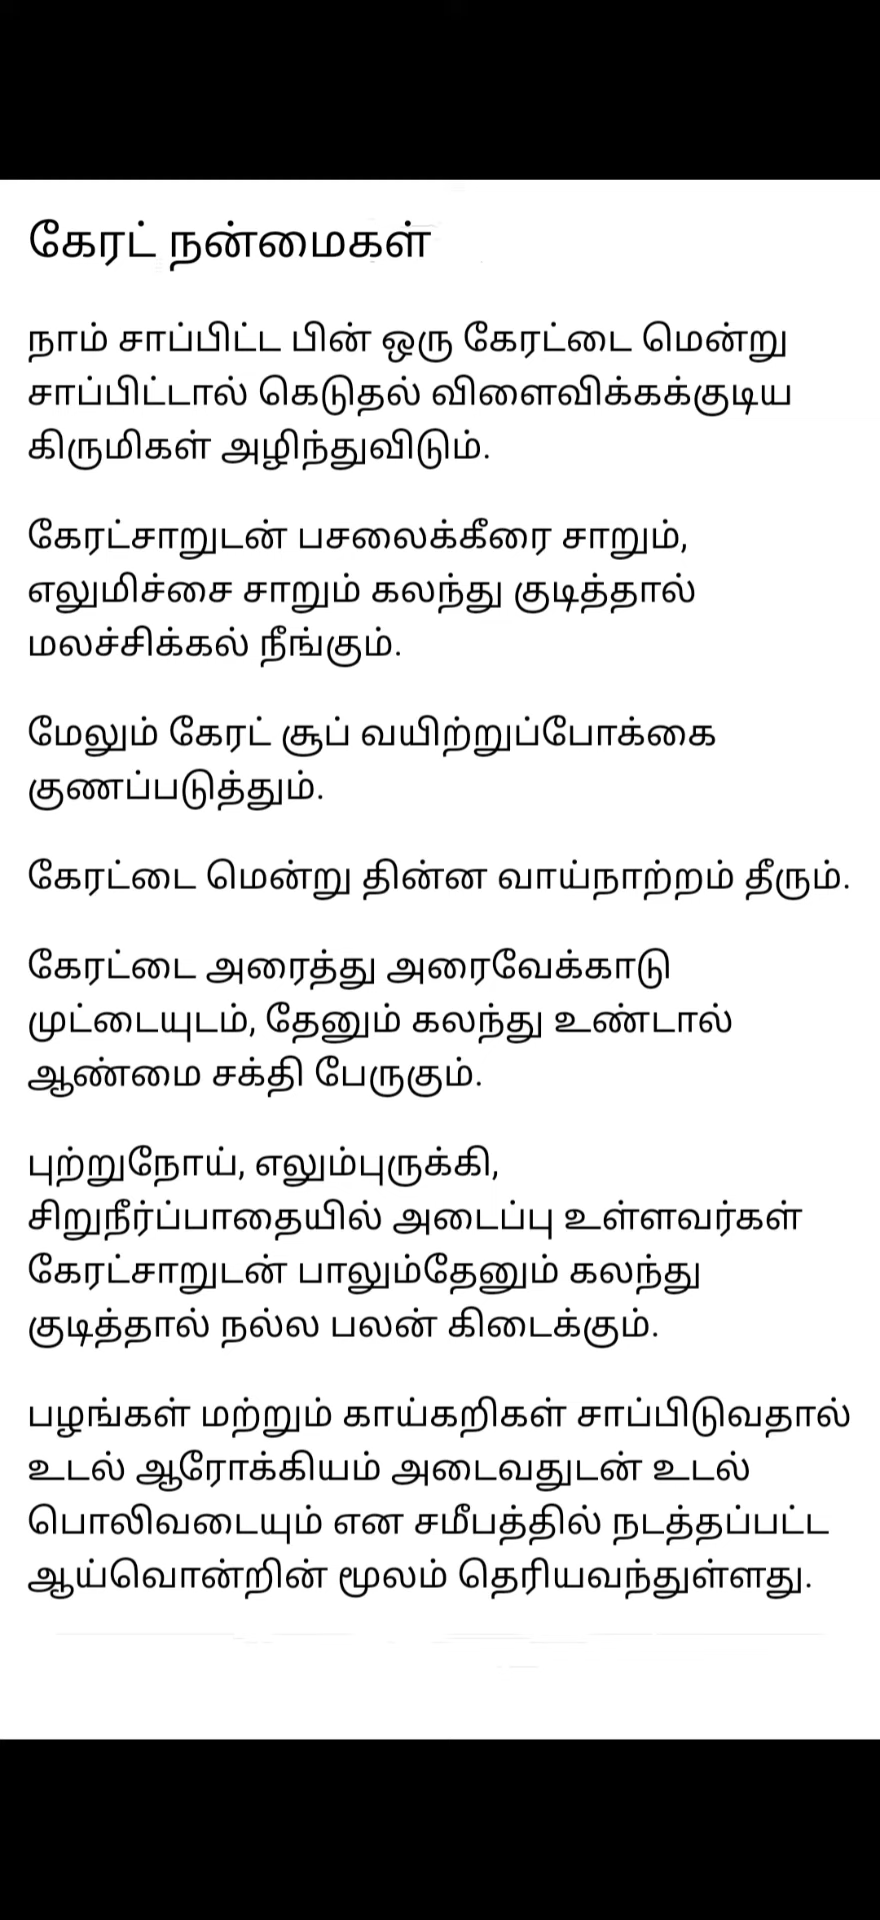 கேரட் நன்மைகள்
நாம் சாப்பிட்ட பின் ஒரு கேரட்டை மென்று
சாப்பிட்டால் கெடுதல் விளைவிக்கக்குடிய
கிருமிகள் அழிந்துவிடும்.
கேரட்சாறுடன் பசலைக்கீரை சாறும்,
எலுமிச்சை சாறும் கலந்து குடித்தால்
மலச்சிக்கல் நீங்கும்.
மேலும் கேரட் சூப் வயிற்றுப்போக்கை
குணப்படுத்தும்.
கேரட்டை மென்று தின்ன வாய்நாற்றம் தீரும்.
கேரட்டை அரைத்து அரைவேக்காடு
முட்டையுடம், தேனும் கலந்து உண்டால்
ஆண்மை சக்தி பேருகும்.
புற்றுநோய், எலும்புருக்கி,
சிறுநீர்ப்பாதையில் அடைப்பு உள்ளவர்கள்
கேரட்சாறுடன் பாலும்தேனும் கலந்து
குடித்தால் நல்ல பலன் கிடைக்கும்.
பழங்கள் மற்றும் காய்கறிகள் சாப்பிடுவதால்
உடல் ஆரோக்கியம் அடைவதுடன் உடல்
பொலிவடையும் என சமீபத்தில் நடத்தப்பட்ட
ஆய்வொன்றின் மூலம் தெரியவந்துள்ளது.